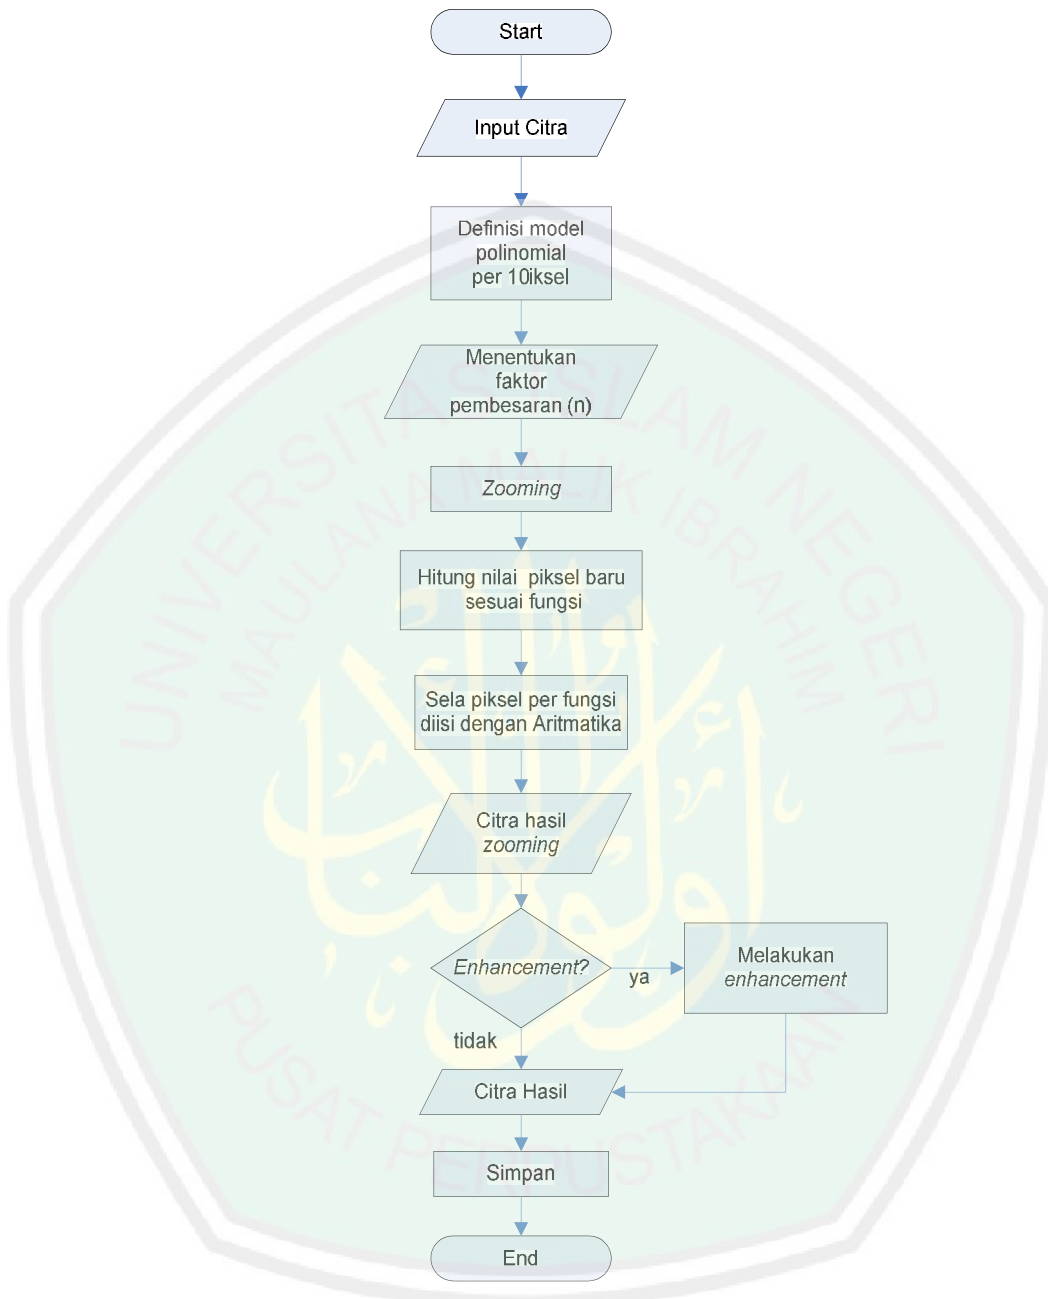 Start
Input Citra
Definisi model
polinomial
per 10iksel
Menentukan
faktor
pembesaran (n)
Zooming
Hitung nilai piksel baru
sesuai fungsi
Sela piksel per fungsi
diisi dengan Aritmatika
Citra hasil
zooming
Enhancement?
ya
Melakukan
enhancement
tidak
Citra Hasil
Simpan
End
UNIVERSITAS ISLAM NEGERI
MAULANA MALIK IBRAHIM
PUSAT PERPUSTAKAAN